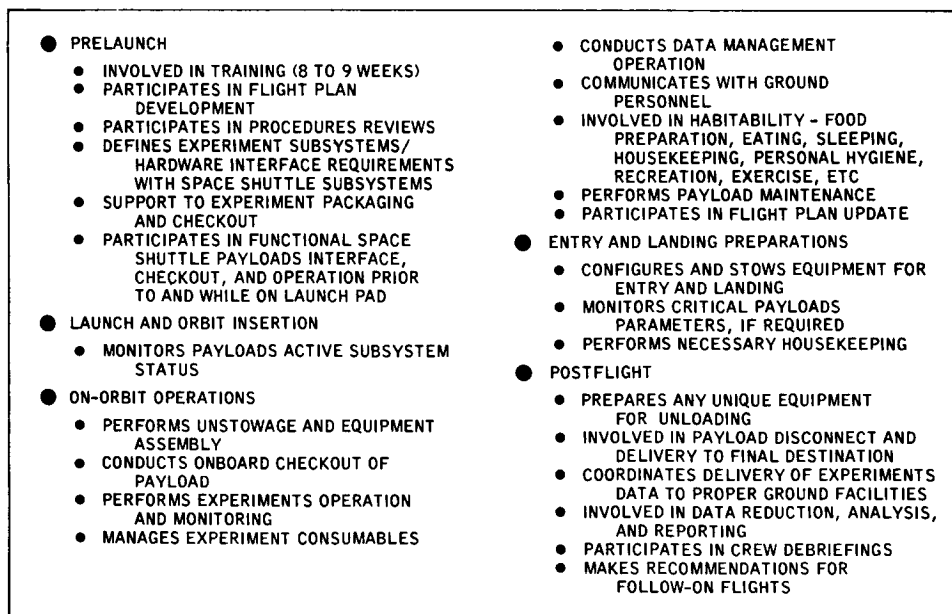 ● PRELAUNCH
● INVOLVED IN TRAINING (8 TO 9 WEEKS)
● PARTICIPATES IN FLIGHT PLAN
DEVELOPMENT
● PARTICIPATES IN PROCEDURES REVIEWS
● DEFINES EXPERIMENT SUBSYSTEMS/
HARDWARE INTERFACE REQUIREMENTS
WITH SPACE SHUTTLE SUBSYSTEMS
● SUPPORT TO EXPERIMENT PACKAGING
AND CHECKOUT
● PARTICIPATES IN FUNCTIONAL SPACE
SHUTTLE PAYLOADS INTERFACE,
CHECKOUT, AND OPERATION PRIOR
TO AND WHILE ON LAUNCH PAD
● LAUNCH AND ORBIT INSERTION
● MONITORS PAYLOADS ACTIVE SUBSYSTEM
STATUS
● ON-ORBIT OPERATIONS
● PERFORMS UNSTOWAGE AND EQUIPMENT
ASSEMBLY
● CONDUCTS ONBOARD CHECKOUT OF
PAYLOAD
● PERFORMS EXPERIMENTS OPERATION
AND MONITORING
● MANAGES EXPERIMENT CONSUMABLES
● CONDUCTS DATA MANAGEMENT
OPERATION
● COMMUNICATES WITH GROUND
PERSONNEL
● INVOLVED IN HABITABILITY - FOOD
PREPARATION, EATING, SLEEPING,
HOUSEKEEPING, PERSONAL HYGIENE,
RECREATION, EXERCISE, ETC
● PERFORMS PAYLOAD MAINTENANCE
● PARTICIPATES IN FLIGHT PLAN UPDATE
● ENTRY AND LANDING PREPARATIONS
● CONFIGURES AND STOWS EQUIPMENT FOR
ENTRY AND LANDING
● MONITORS CRITICAL PAYLOADS
PARAMETERS, IF REQUIRED
● PERFORMS NECESSARY HOUSEKEEPING
● POSTFLIGHT
● PREPARES ANY UNIQUE EQUIPMENT
FOR UNLOADING
● INVOLVED IN PAYLOAD DISCONNECT AND
DELIVERY TO FINAL DESTINATION
● COORDINATES DELIVERY OF EXPERIMENTS
DATA TO PROPER GROUND FACILITIES
● INVOLVED IN DATA REDUCTION, ANALYSIS,
AND REPORTING
● PARTICIPATES IN CREW DEBRIEFINGS
● MAKES RECOMMENDATIONS FOR
FOLLOW-ON FLIGHTS